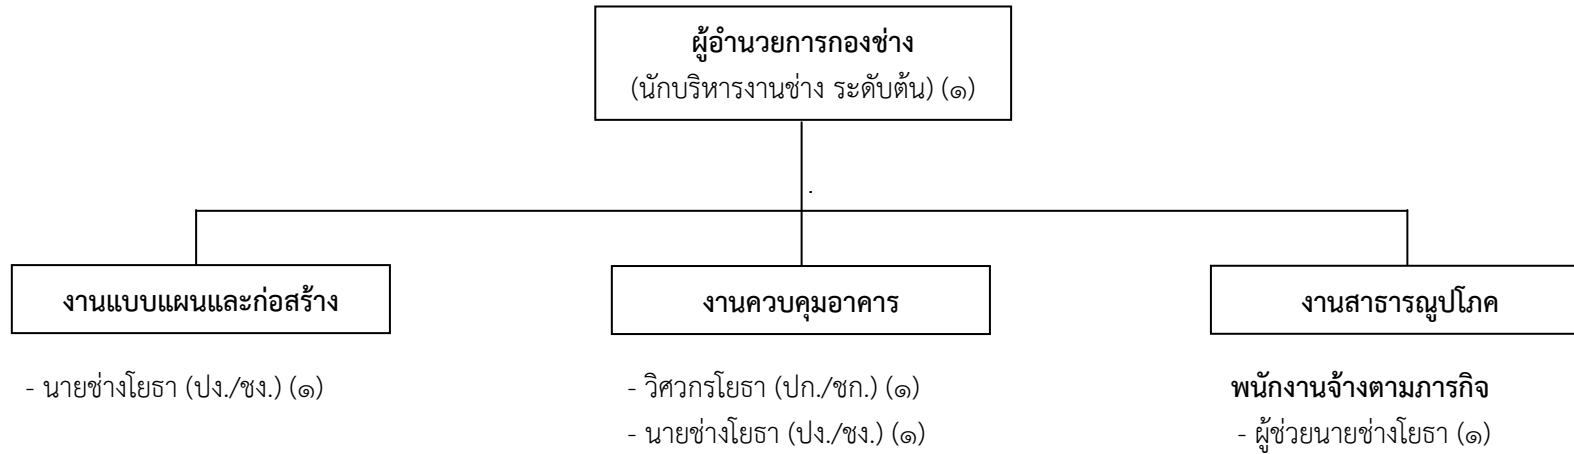 ผู้อำนวยการกองช่าง
(นักบริหารงานช่าง ระดับต้น) (๑)
งานแบบแผนและก่อสร้าง
- นายช่างโยธา (ปง./ชง.) (๑)
งานควบคุมอาคาร
- วิศวกรโยธา (ปก./ชก.) (๑)
- นายช่างโยธา (ปง./ชง.) (๑)
งานสาธารณูปโภค
พนักงานจ้างตามภารกิจ
- ผู้ช่วยนายช่างโยธา (๑)